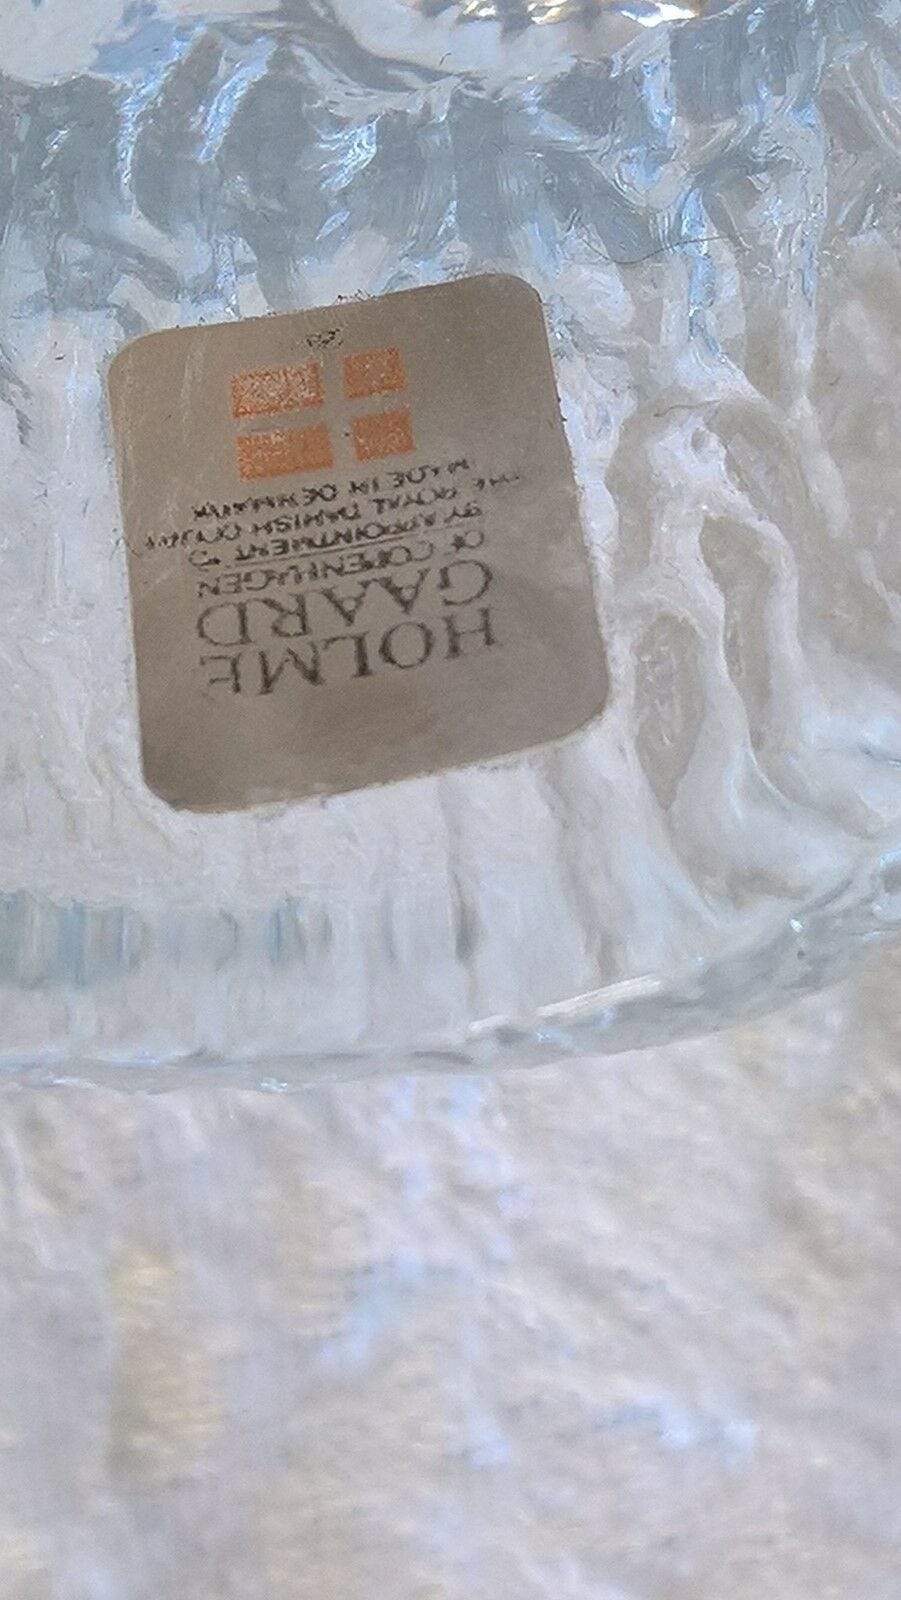 HOLME
GAARD
OF COPENHAGEN
BY APPOINTMENT TO
THE ROYAL DANISH COURT
MADE IN DENMARK